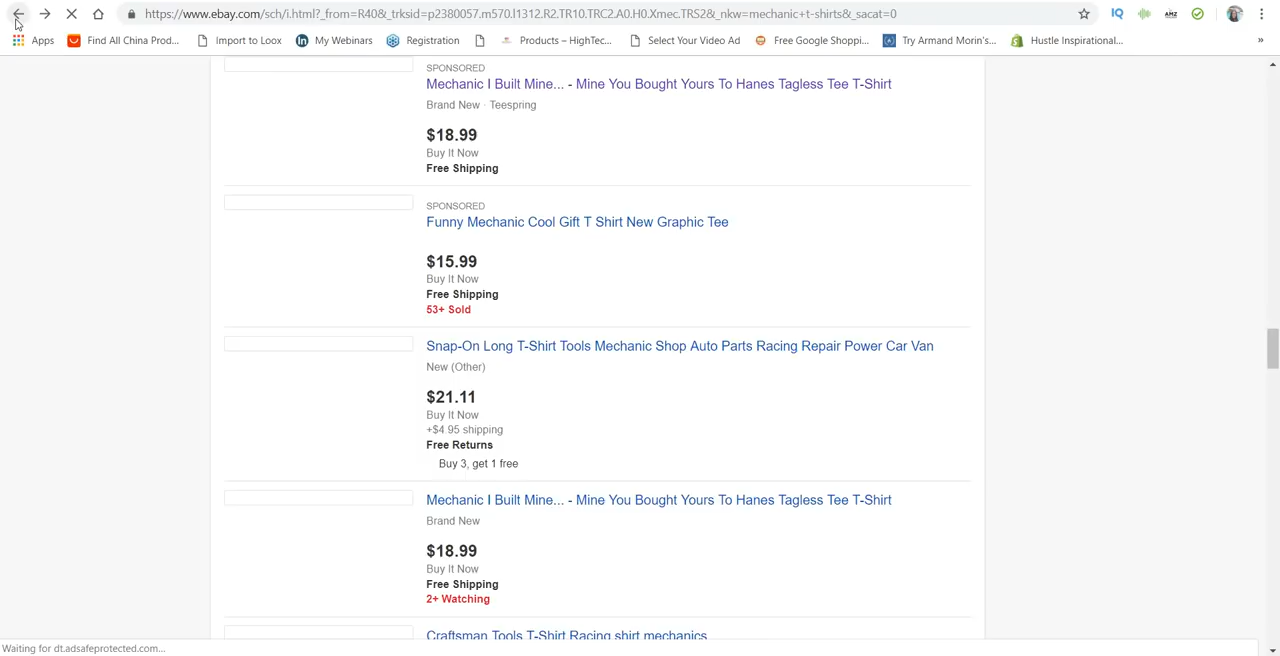 https://www.ebay.com/sch/i.html?_from=R40&_trksid=p2380057.m570.l1312.R2.TR10.TRC2.A0.H0.Xmec.TRS2&_nkw=mechanic+t-shirts&_sacat=0
IQ
AMZ
Apps
Find All China Prod...
Import to Loox
My Webinars
Registration
Products – HighTec...
Select Your Video Ad
Free Google Shoppi...
Try Armand Morin's...
Hustle Inspirational...
»
SPONSORED
Mechanic I Built Mine... - Mine You Bought Yours To Hanes Tagless Tee T-Shirt
Brand New · Teespring
$18.99
Buy It Now
Free Shipping
SPONSORED
Funny Mechanic Cool Gift T Shirt New Graphic Tee
$15.99
Buy It Now
Free Shipping
53+ Sold
Snap-On Long T-Shirt Tools Mechanic Shop Auto Parts Racing Repair Power Car Van
New (Other)
$21.11
Buy It Now
+$4.95 shipping
Free Returns
Buy 3, get 1 free
Mechanic I Built Mine... - Mine You Bought Yours To Hanes Tagless Tee T-Shirt
Brand New
$18.99
Buy It Now
Free Shipping
2+ Watching
Craftsman Tools T-Shirt Racing shirt mechanics
Waiting for dt.adsafeprotected.com...